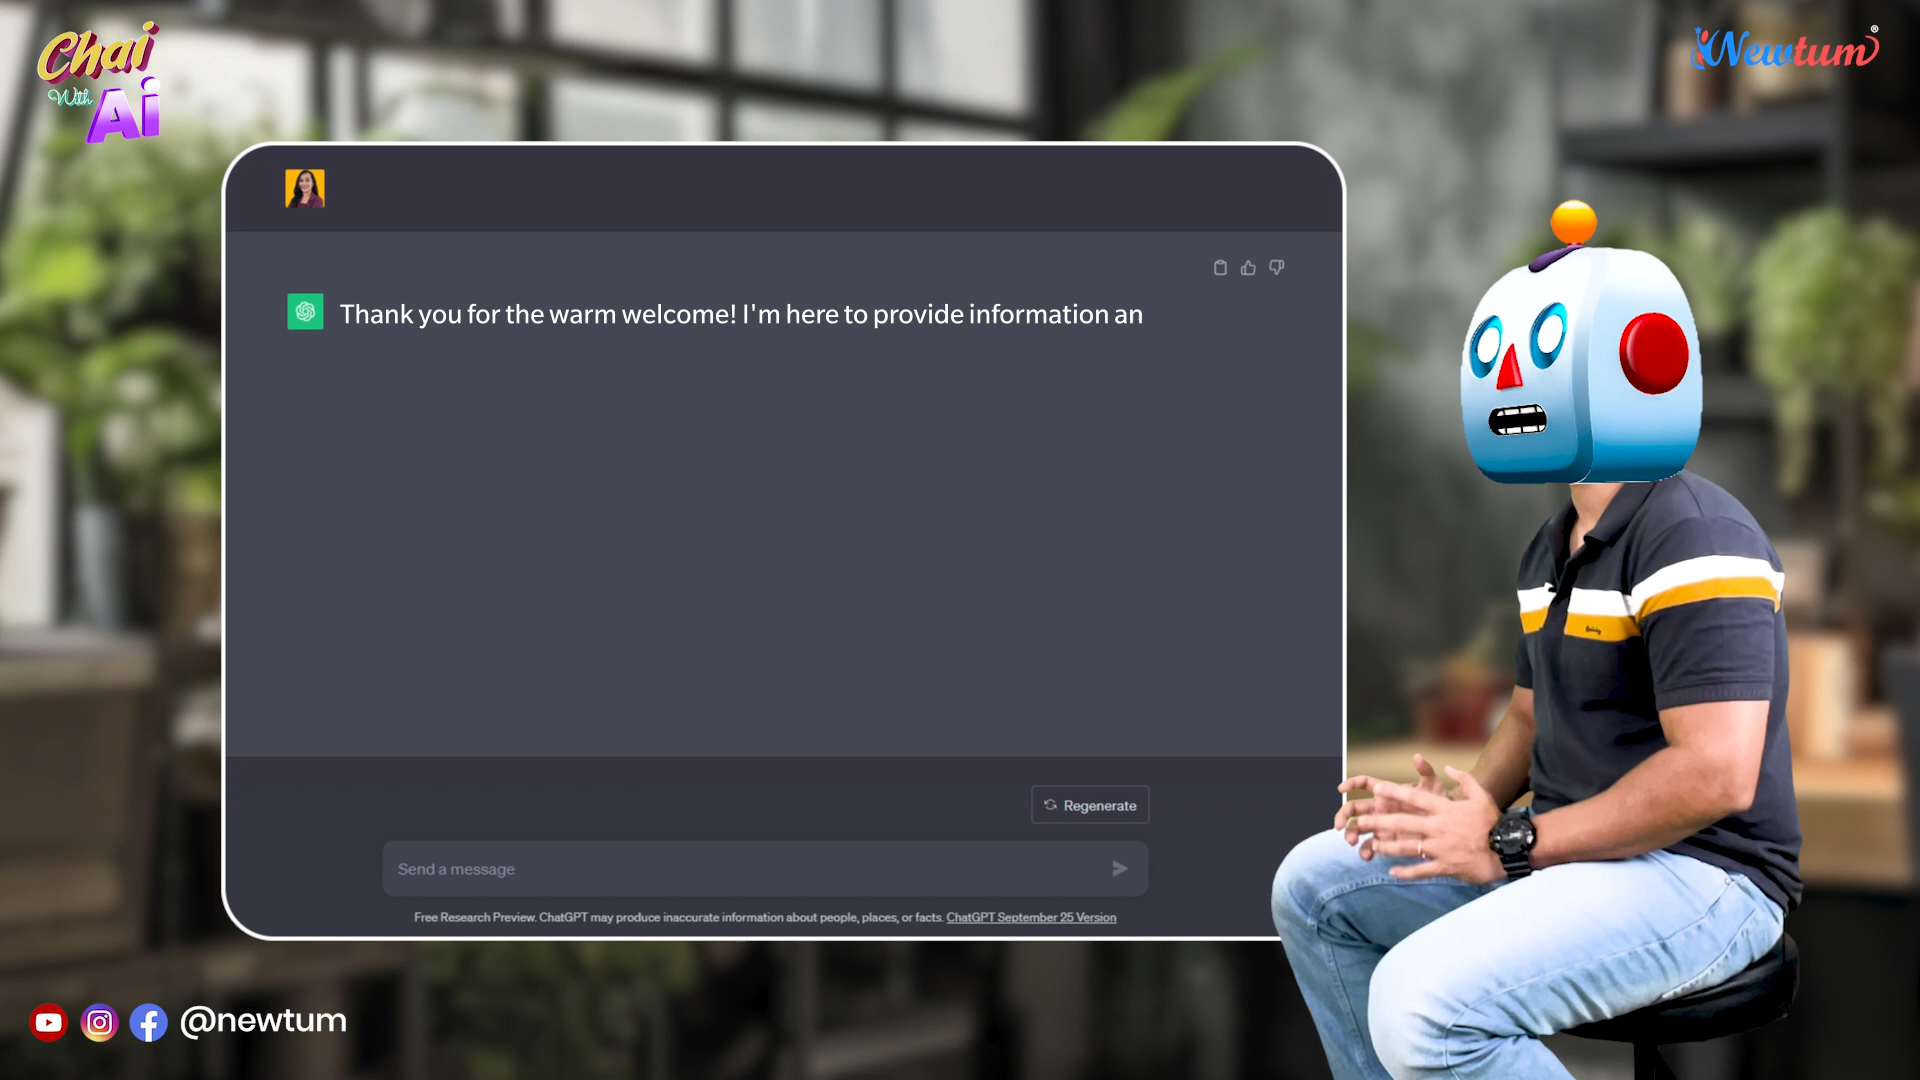 Chai
With
Ai
Newtum®
Thank you for the warm welcome! I'm here to provide information an
Regenerate
Send a message
Free Research Preview. ChatGPT may produce inaccurate information about people, places, or facts. ChatGPT September 25 Version
@newtum